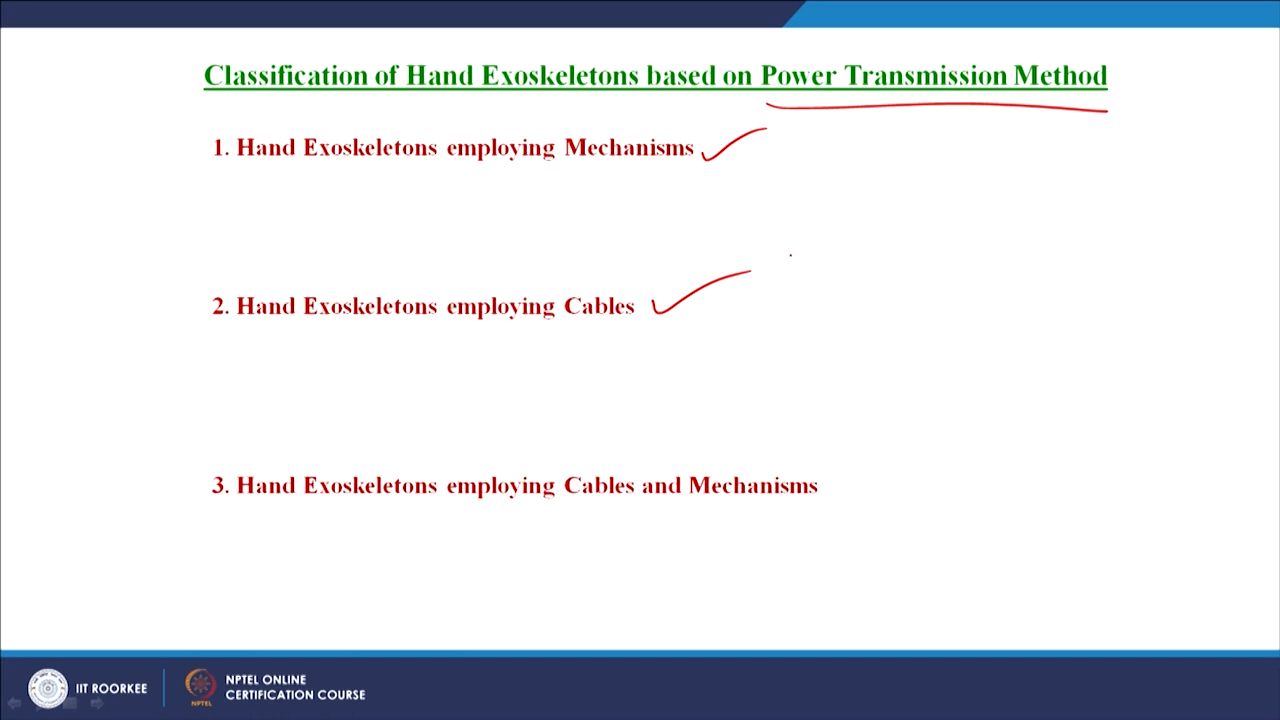 Classification of Hand Exoskeletons based on Power Transmission Method
1. Hand Exoskeletons employing Mechanisms
2. Hand Exoskeletons employing Cables
3. Hand Exoskeletons employing Cables and Mechanisms
IIT ROORKEE
NPTEL
NPTEL ONLINE
CERTIFICATION COURSE